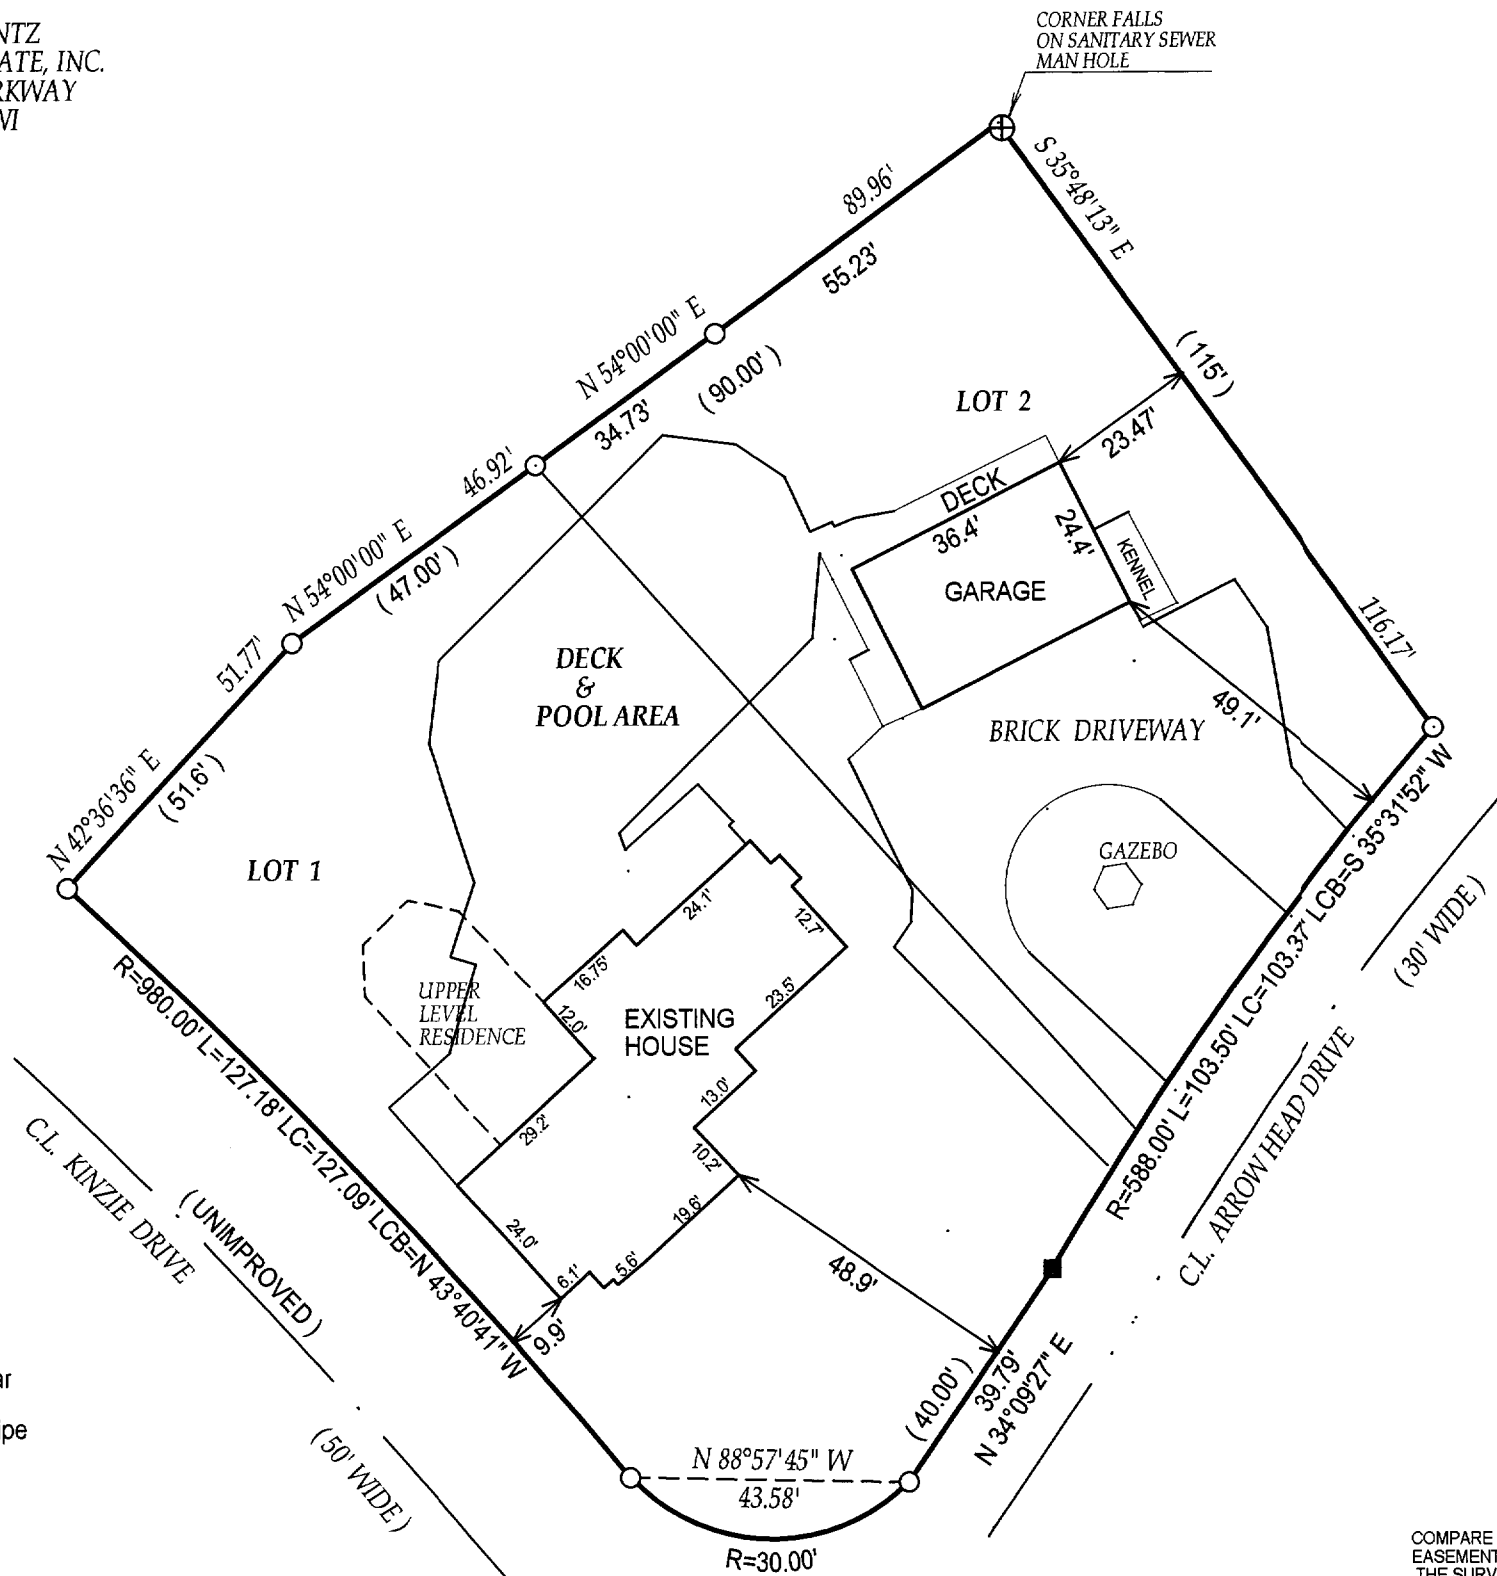 NTZ
ATE, INC.
RKWAY
WI
CORNER FALLS
ON SANITARY SEWER
MAN HOLE
89.96'
S 35°48'13" E
55.23'
N 54°00'00" E
( 90.00' )
34.73'
46.92'
( 115' )
LOT 2
23.47'
DECK
36.4'
24.4'
KENNEL
GARAGE
N 54°00'00" E
( 47.00' )
51.77'
116.17'
DECK
&
POOL AREA
49.1'
BRICK DRIVEWAY
N 42°36'36" E
( 51.6' )
LOT 1
GAZEBO
R=588.00' L=103.50' LC=103.37' LCB=S 35°31'52" W
( 30' WIDE )
24.1'
12.7'
16.75'
23.5'
12.0'
UPPER
LEVEL
RESIDENCE
EXISTING
HOUSE
R=980.00' L=127.18' LC=127.09' LCB=N 43°40'41" W
13.0'
29.2'
10.2'
19.6'
24.0'
5.6'
6.1'
9.9'
48.9'
C.L. ARROW HEAD DRIVE
C.L. KINZIE DRIVE
( UNIMPROVED )
( 50' WIDE )
( 40.00' )
39.79'
N 34°09'27" E
ar
ipe
N 88°57'45" W
43.58'
R=30.00'
COMPARE
EASEMENT
THE SURV